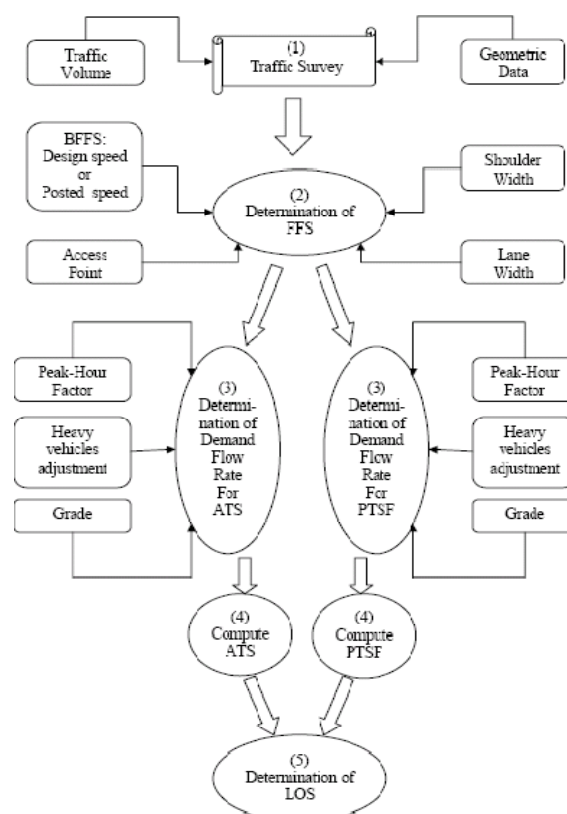 Traffic
Volume
(1)
Traffic Survey
Geometric
Data
BFFS:
Design speed
or
Posted speed
(2)
Determination of
FFS
Shoulder
Width
Access
Point
Lane
Width
Peak-Hour
Factor
(3)
Determi-
nation of
Demand
Flow
Rate
For
ATS
(3)
Determi-
nation of
Demand
Flow
Rate
For
PTSF
Peak-Hour
Factor
Heavy
vehicles
adjustment
Heavy
vehicles
adjustment
Grade
Grade
(4)
Compute
ATS
(4)
Compute
PTSF
(5)
Determination of
LOS